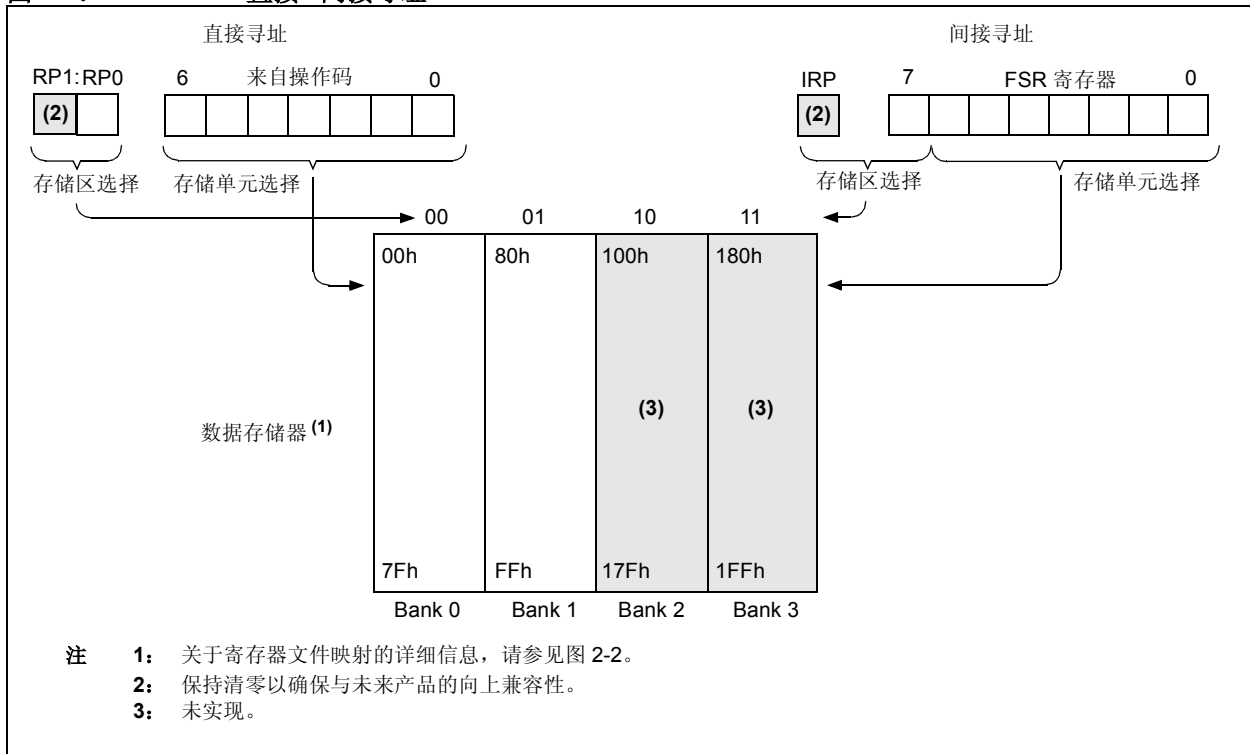 直接寻址 间接寻址
RP1:RP0 6 来自操作码 0 IRP 7 FSR 寄存器 0
(2) (2)
存储区选择 存储单元选择 存储区选择 存储单元选择
00 01 10 11
00h 80h 100h 180h
(3) (3)
数据存储器(1)
7Fh FFh 17Fh 1FFh
Bank 0 Bank 1 Bank 2 Bank 3
注 1： 关于寄存器文件映射的详细信息，请参见图 2-2。
2： 保持清零以确保与未来产品的向上兼容性。
3： 未实现。